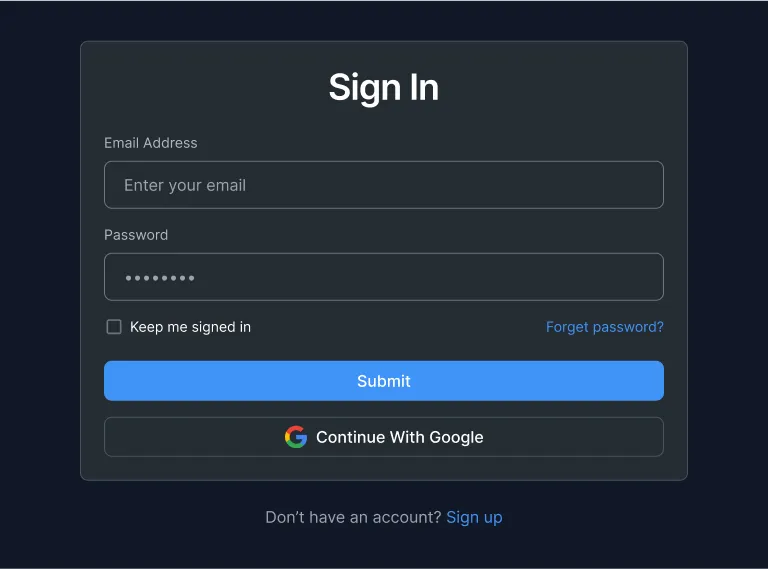 Sign In
Email Address
Enter your email
Password
••••••••
Keep me signed in Forget password?
Submit
Continue With Google
Don’t have an account? Sign up